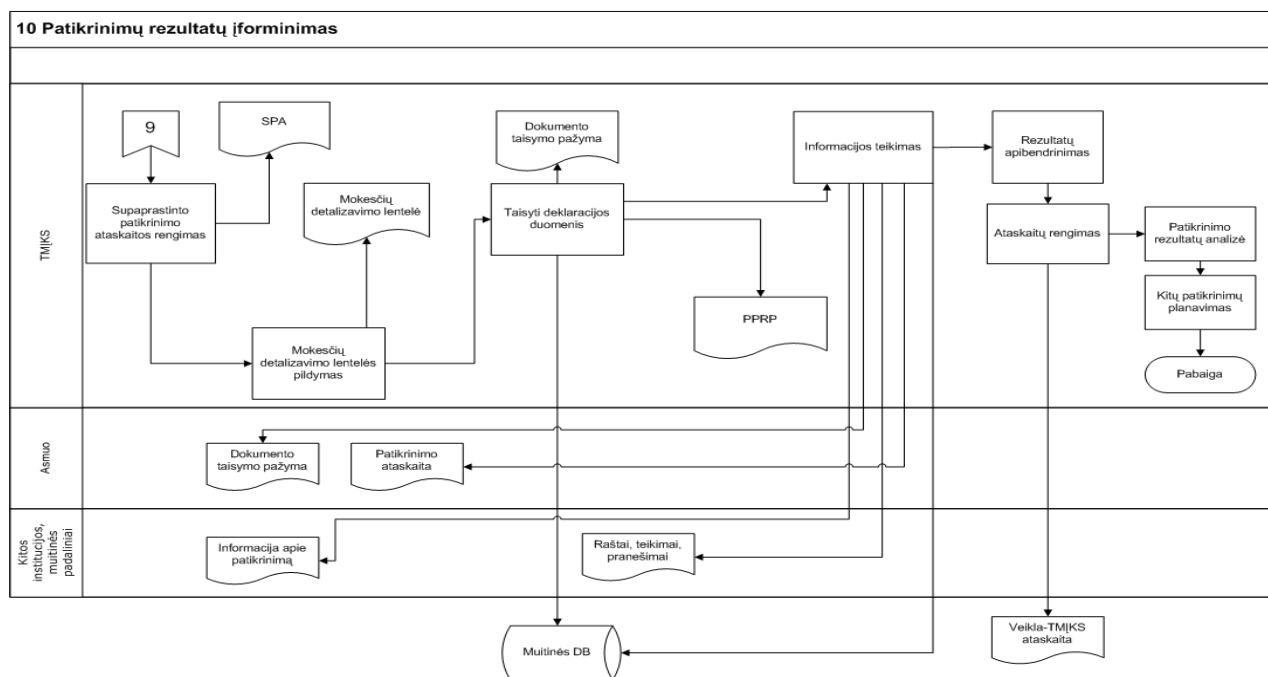 10 Patikrinimų rezultatų įforminimas
TMĮKS
9
SPA
Supaprastinto
patikrinimo
ataskaitos rengimas
Mokesčių
detalizavimo lentelė
Mokesčių
detalizavimo lentelės
pildymas
Dokumento
taisymo pažyma
Taisyti deklaracijos
duomenis
PPRP
Informacijos teikimas
Rezultatų
apibendrinimas
Ataskaitų rengimas
Patikrinimo
rezultatų analizė
Kitų patikrinimų
planavimas
Pabaiga
Asmuo
Dokumento
taisymo pažyma
Patikrinimo
ataskaita
Kitos
institucijos,
muitinės
padaliniai
Informacija apie
patikrinimą
Raštai, teikimai,
pranešimai
Muitinės DB
Veikla-TMĮKS
ataskaita